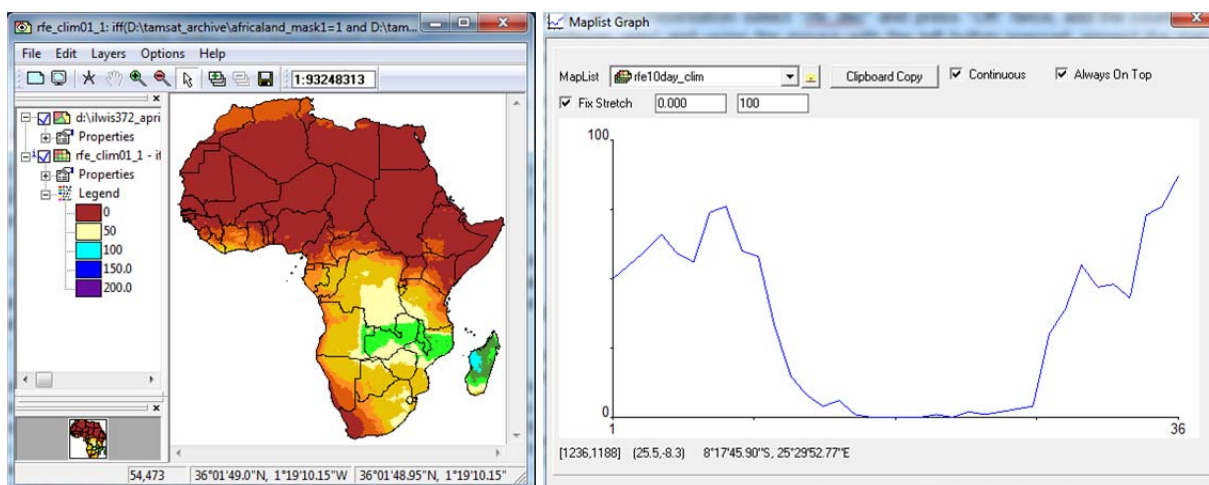 rfe_clim01_1: iff(D:\tamsat_archive\africaland_mask1=1 and D:\tam...
File Edit Layers Options Help
1:93248313
d:\ilwis372_apri
Properties
rfe_clim01_1 - if
Properties
Legend
0
50
100
150.0
200.0
54,473 36°01'49.0"N, 1°19'10.15"W 36°01'48.95"N, 1°19'10.15"
Maplist Graph
MapList rfe10day_clim Clipboard Copy Continuous Always On Top
Fix Stretch 0.000 100
100
0
1 36
[1236,1188] (25.5,-8.3) 8°17'45.90"S, 25°29'52.77"E